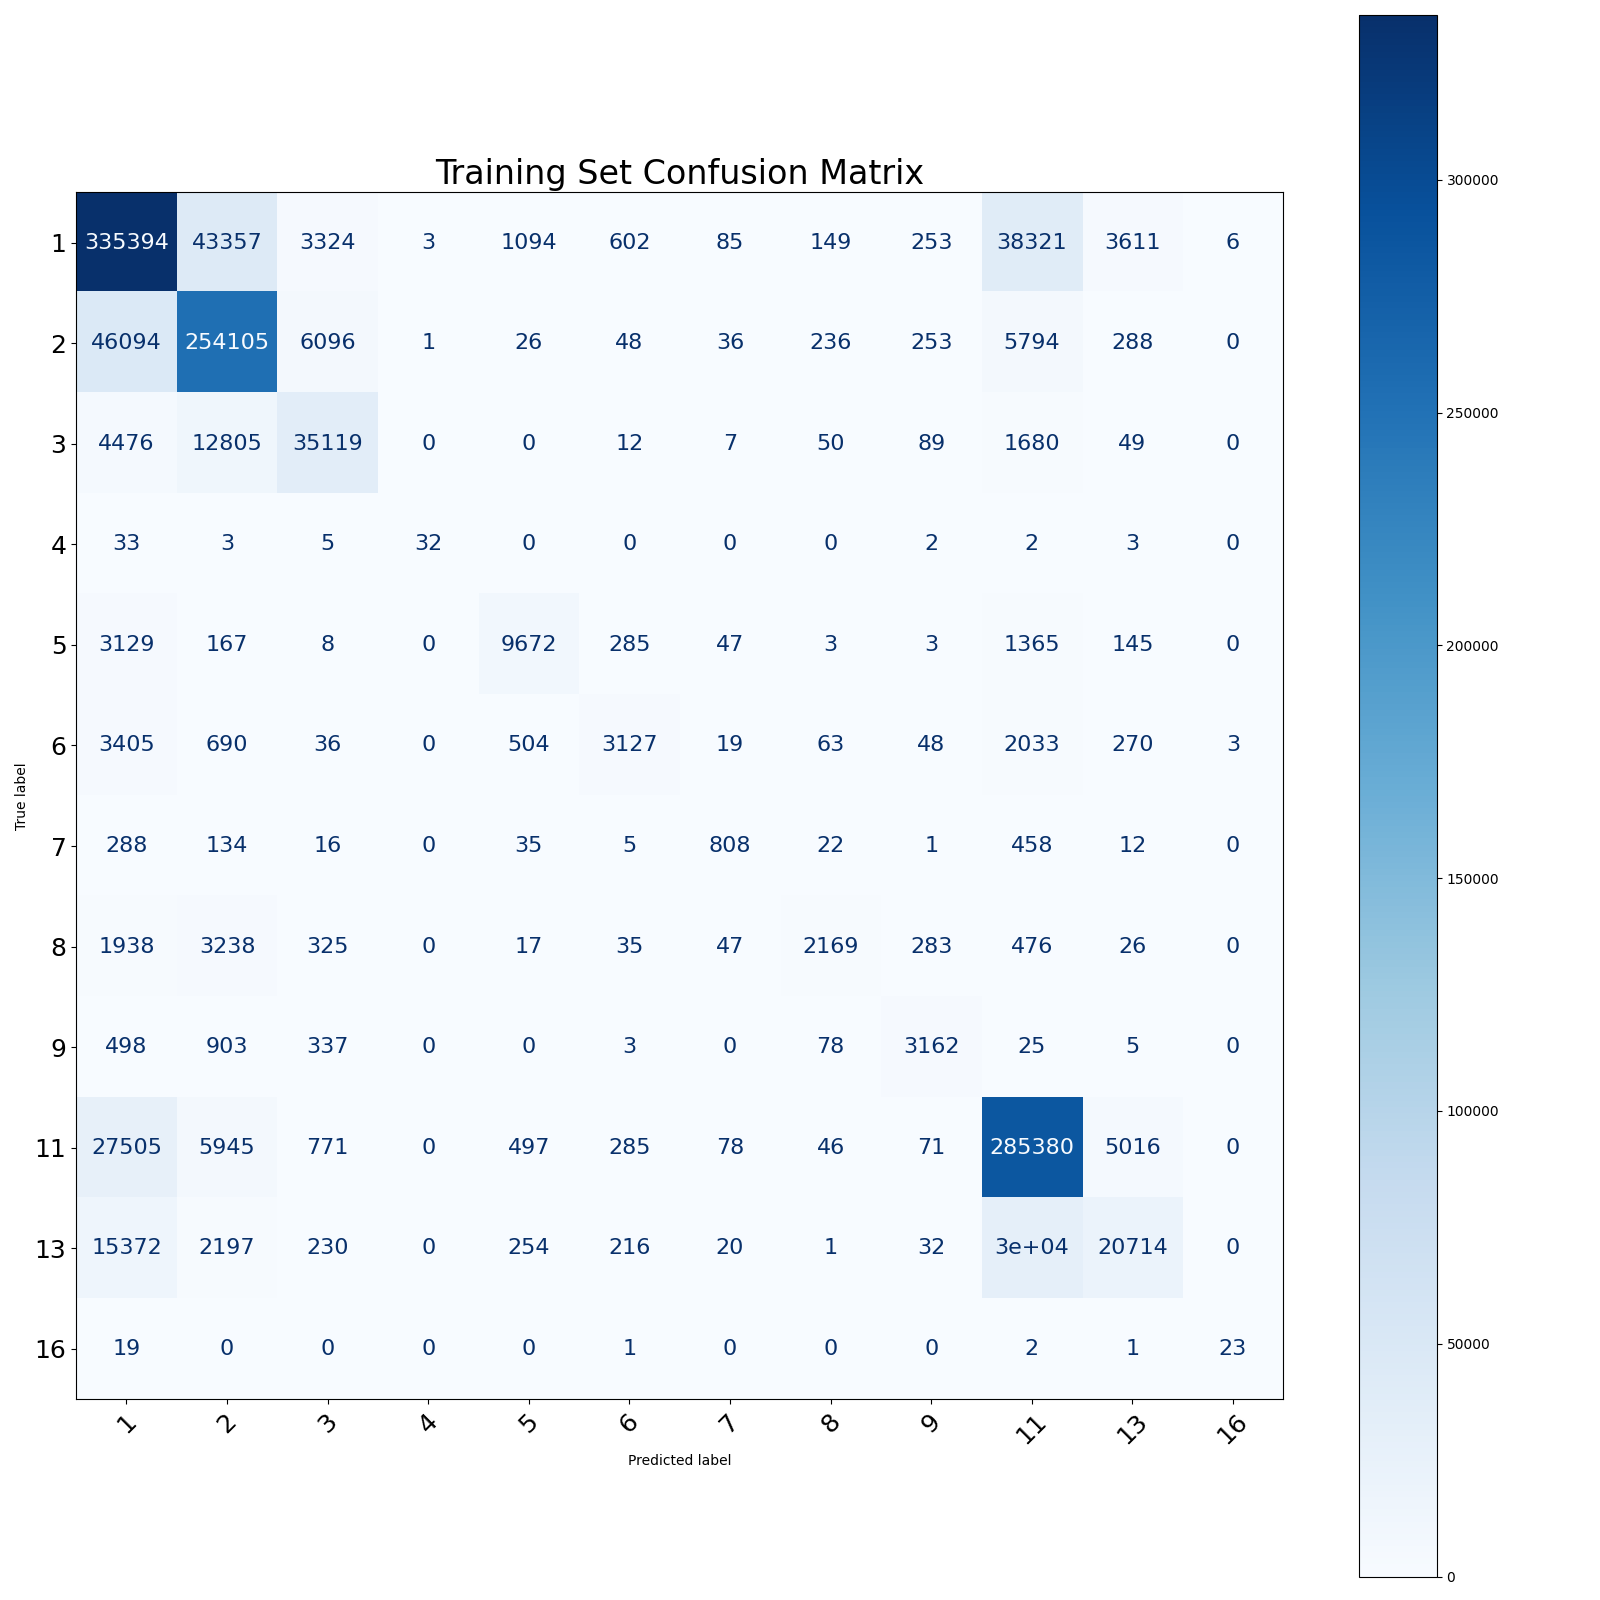 Training Set Confusion Matrix
1 335394 43357 3324 3 1094 602 85 149 253 38321 3611 6
2 46094 254105 6096 1 26 48 36 236 253 5794 288 0
3 4476 12805 35119 0 0 12 7 50 89 1680 49 0
4 33 3 5 32 0 0 0 0 2 2 3 0
5 3129 167 8 0 9672 285 47 3 3 1365 145 0
6 3405 690 36 0 504 3127 19 63 48 2033 270 3
7 288 134 16 0 35 5 808 22 1 458 12 0
8 1938 3238 325 0 17 35 47 2169 283 476 26 0
9 498 903 337 0 0 3 0 78 3162 25 5 0
11 27505 5945 771 0 497 285 78 46 71 285380 5016 0
13 15372 2197 230 0 254 216 20 1 32 3e+04 20714 0
16 19 0 0 0 0 1 0 0 0 2 1 23
1 2 3 4 5 6 7 8 9 11 13 16
Predicted label
True label
300000
250000
200000
150000
100000
50000
0